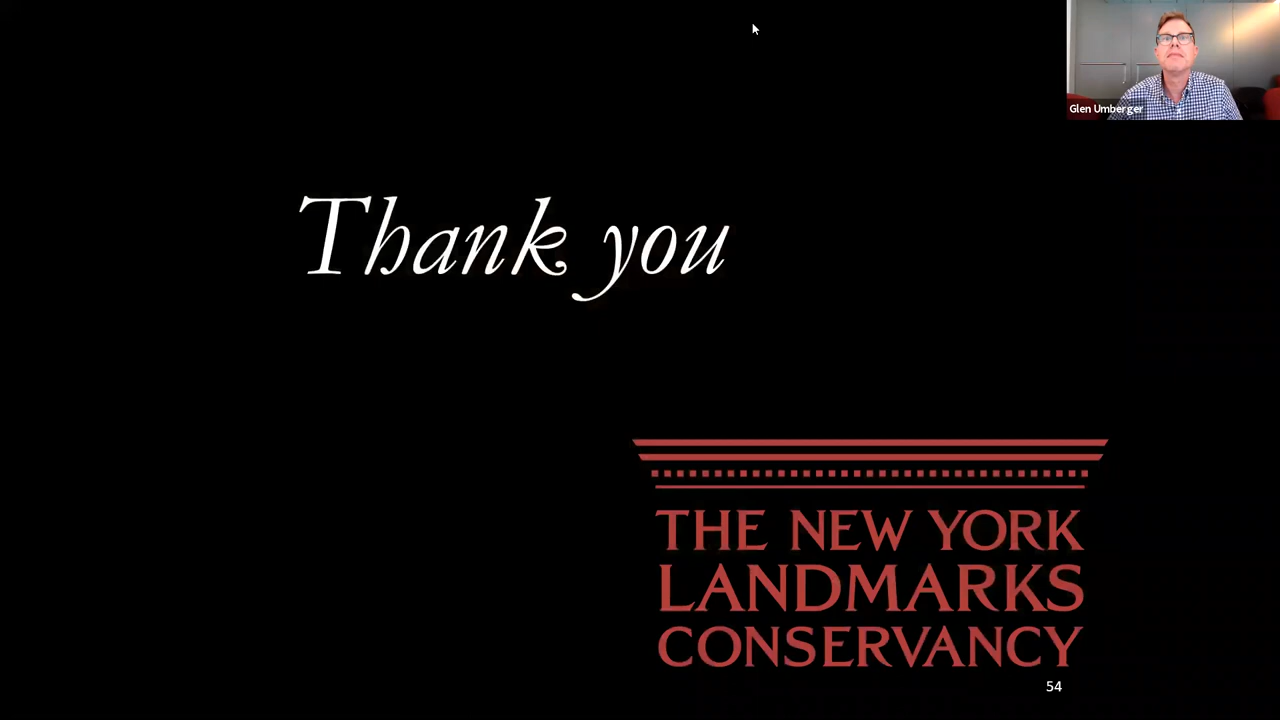 Glen Umberger
Thank you
THE NEW YORK
LANDMARKS
CONSERVANCY
54